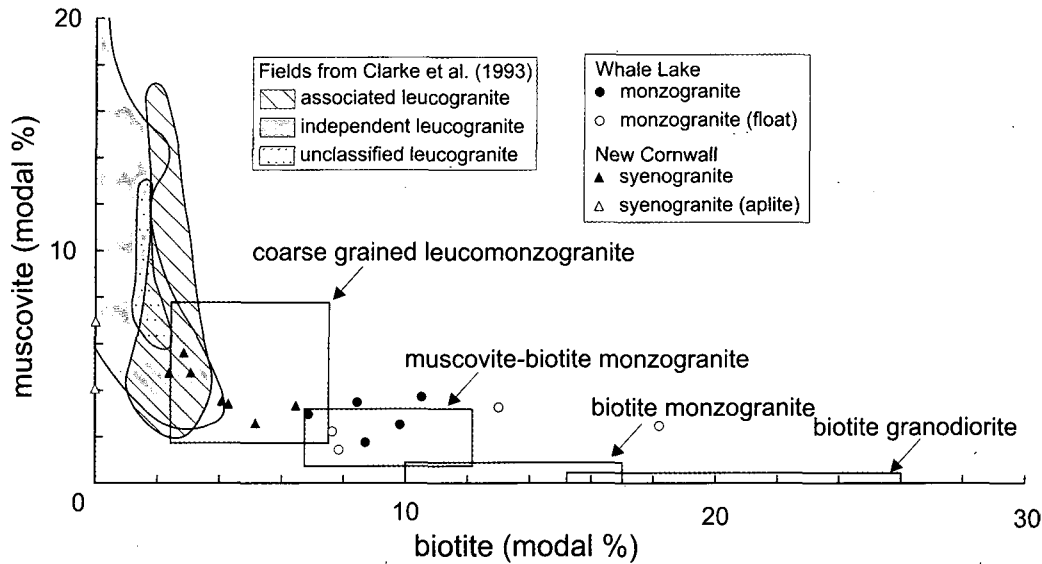 20
Fields from Clarke et al. (1993)
associated leucogranite
independent leucogranite
unclassified leucogranite
Whale Lake
monzogranite
monzogranite (float)
New Cornwall
syenogranite
syenogranite (aplite)
muscovite (modal %)
10
coarse grained leucomonzogranite
muscovite-biotite monzogranite
biotite monzogranite
biotite granodiorite
0
10
20
30
biotite (modal %)